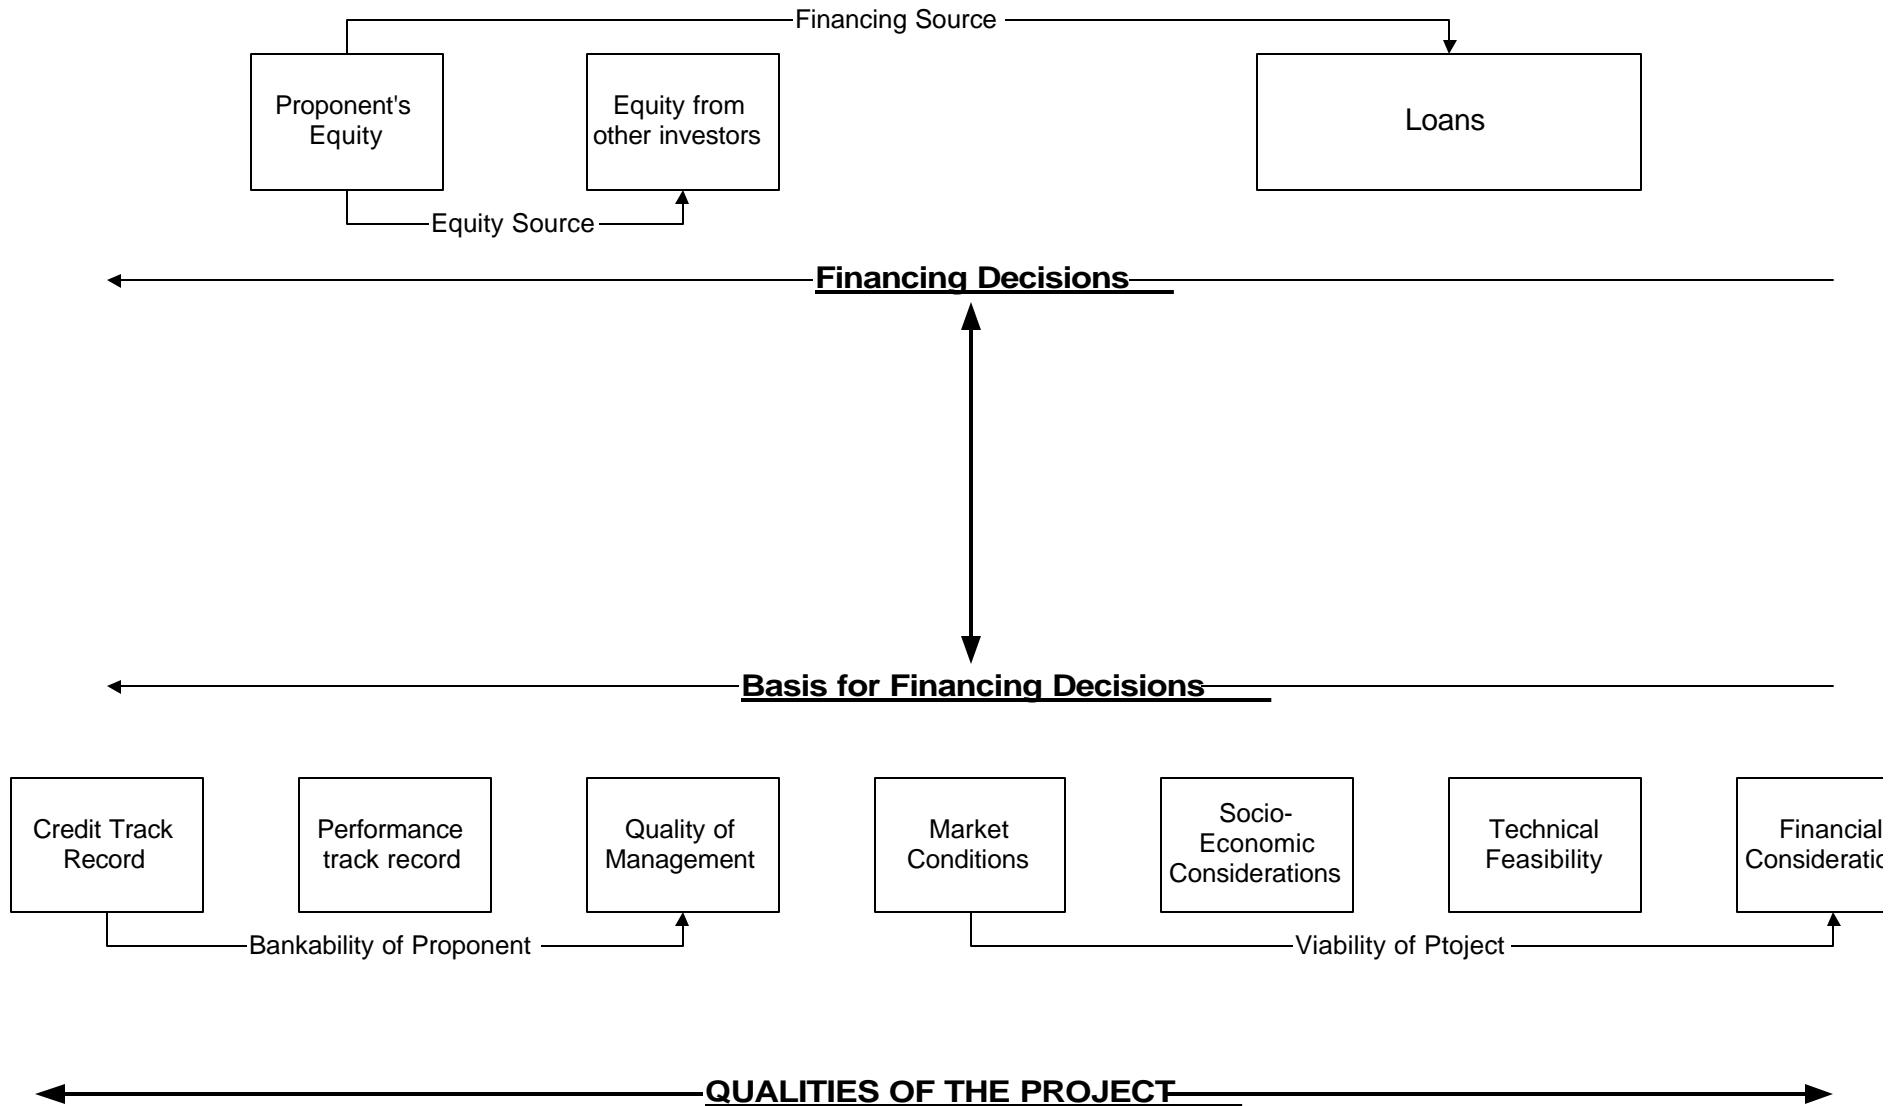 Financing Source
Proponent's
Equity
Equity from
other investors
Loans
Equity Source
Financing Decisions
Basis for Financing Decisions
Credit Track
Record
Performance
track record
Quality of
Management
Market
Conditions
Socio-
Economic
Considerations
Technical
Feasibility
Financial
Bankability of Proponent
Viability of Ptoject
QUALITIES OF THE PROJECT